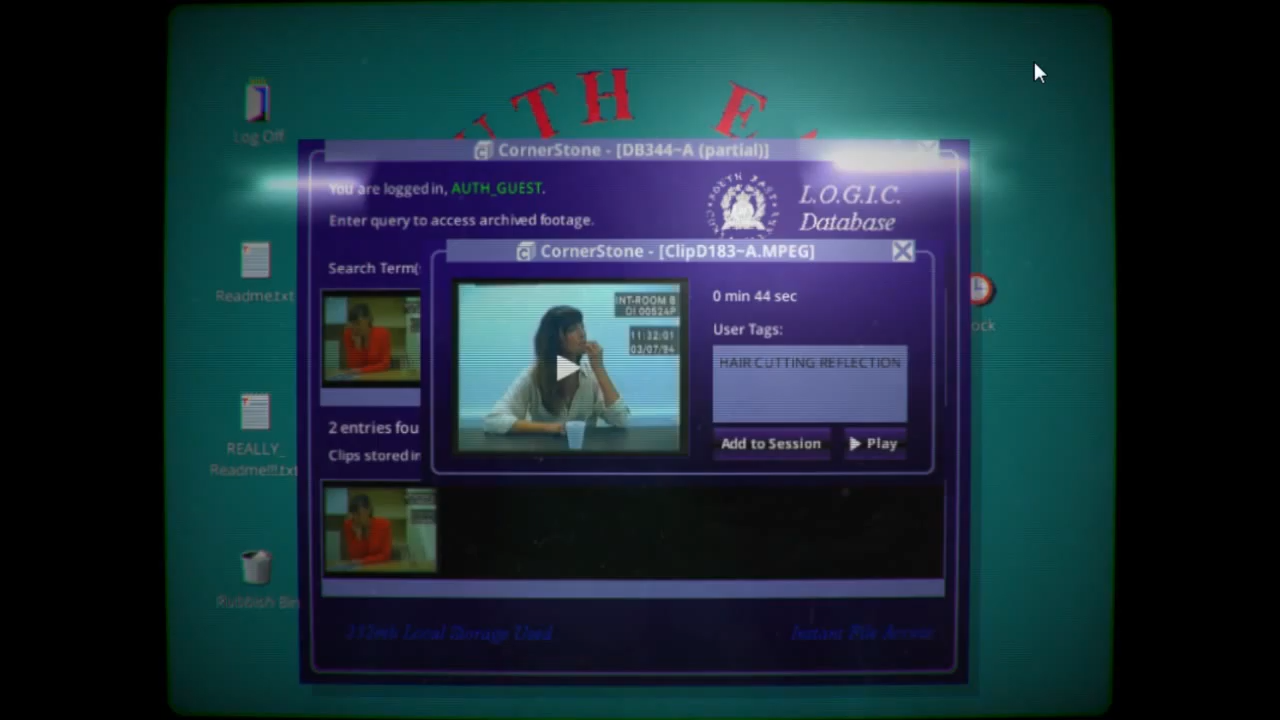 Log Off
UTH E
CornerStone - [DB344~A (partial)]
You are logged in, AUTH_GUEST.
Enter query to access archived footage.
L.O.G.I.C.
Database
CornerStone - [ClipD183~A.MPEG]
Search Term(
Readme.txt
INT-ROOM B
11:32:01
03/07/94
0 min 44 sec
User Tags:
HAIR CUTTING REFLECTION
ock
2 entries fou
Add to Session
Play
REALLY_
Readme!!!.txt
Clips stored in
Rubbish Bin
Local Storage Used
Instant File Access